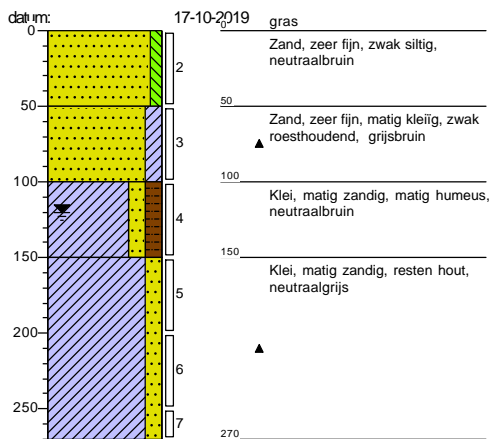 datum: 17-10-2019
0 0 gras
Zand, zeer fijn, zwak siltig,
neutraalbruin
2
50 50
Zand, zeer fijn, matig kleiïg, zwak
roesthoudend, grijsbruin
3
100 100
Klei, matig zandig, matig humeus,
neutraalbruin
4
150 150
Klei, matig zandig, resten hout,
neutraalgrijs
5
200
6
250
7
270